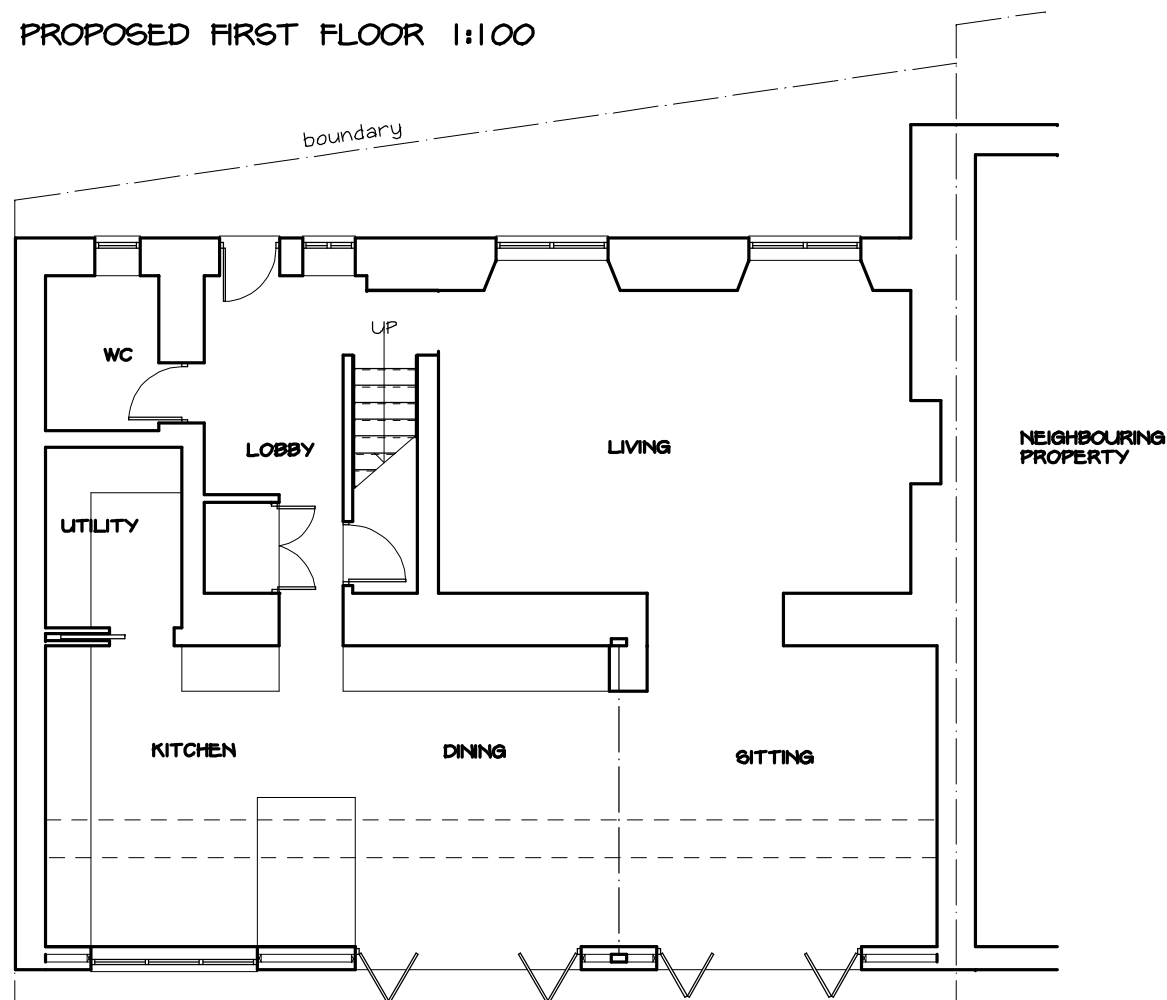 PROPOSED FIRST FLOOR 1:100
boundary
UP
WC
LOBBY
LIVING
NEIGHBOURING
PROPERTY
UTILITY
KITCHEN
DINING
SITTING